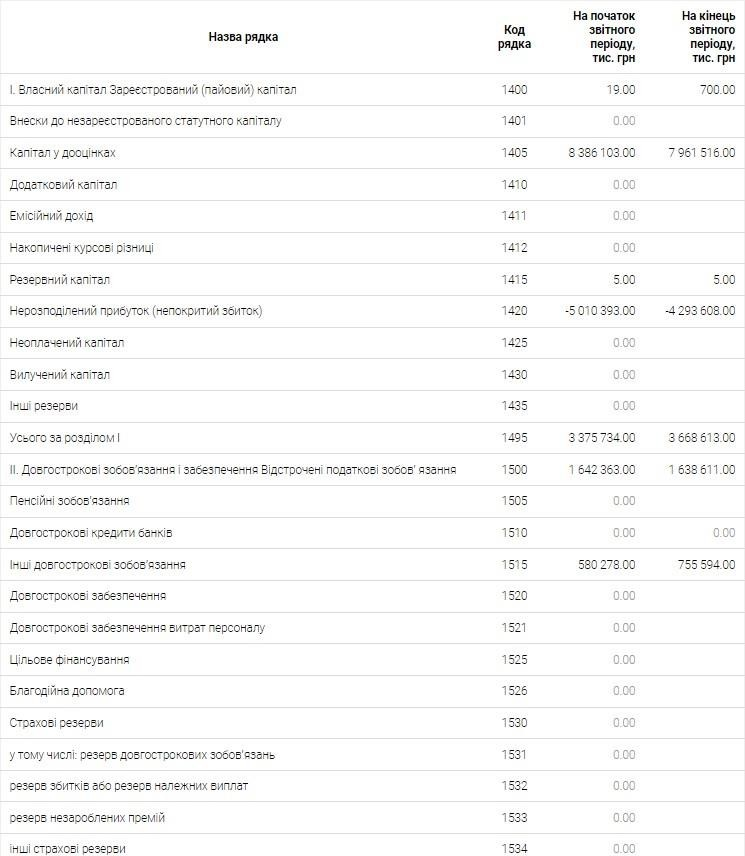 Назва рядка Код рядка На початок звітного періоду, тис. грн На кінець звітного періоду, тис. грн
I. Власний капітал Зареєстрований (пайовий) капітал 1400 19.00 700.00
Внески до незареєстрованого статутного капіталу 1401 0.00
Капітал у дооцінках 1405 8 386 103.00 7 961 516.00
Додатковий капітал 1410 0.00
Емісійний дохід 1411 0.00
Накопичені курсові різниці 1412 0.00
Резервний капітал 1415 5.00 5.00
Нерозподілений прибуток (непокритий збиток) 1420 -5 010 393.00 -4 293 608.00
Неоплачений капітал 1425 0.00
Вилучений капітал 1430 0.00
Інші резерви 1435 0.00
Усього за розділом I 1495 3 375 734.00 3 668 613.00
II. Довгострокові зобов'язання і забезпечення Відстрочені податкові зобов' язання 1500 1 642 363.00 1 638 611.00
Пенсійні зобов'язання 1505 0.00
Довгострокові кредити банків 1510 0.00 0.00
Інші довгострокові зобов'язання 1515 580 278.00 755 594.00
Довгострокові забезпечення 1520 0.00
Довгострокові забезпечення витрат персоналу 1521 0.00
Цільове фінансування 1525 0.00
Благодійна допомога 1526 0.00
Страхові резерви 1530 0.00
у тому числі: резерв довгострокових зобов'язань 1531 0.00
резерв збитків або резерв належних виплат 1532 0.00
резерв незароблених премій 1533 0.00
інші страхові резерви 1534 0.00